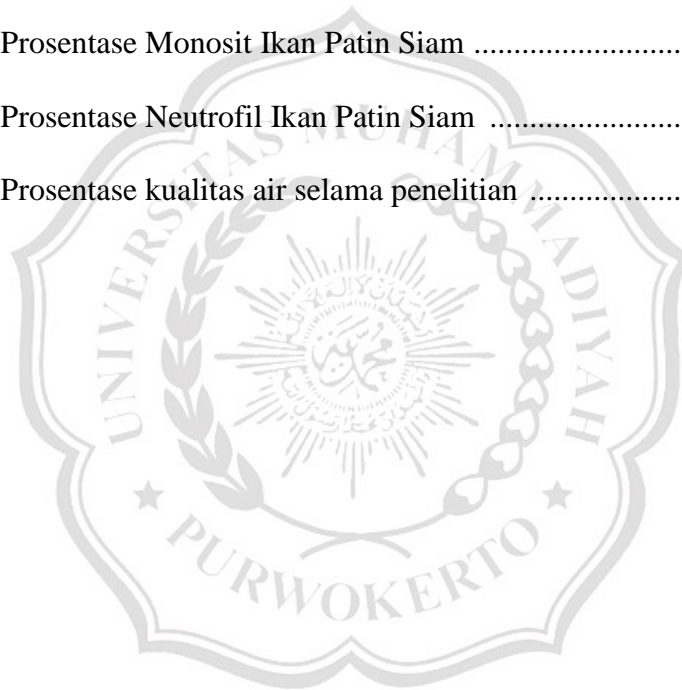 Prosentase Monosit Ikan Patin Siam ........................
Prosentase Neutrofil Ikan Patin Siam ......................
Prosentase kualitas air selama penelitian ..................
UNIVERSITAS MUHAMMADIYAH
PURWOKERTO